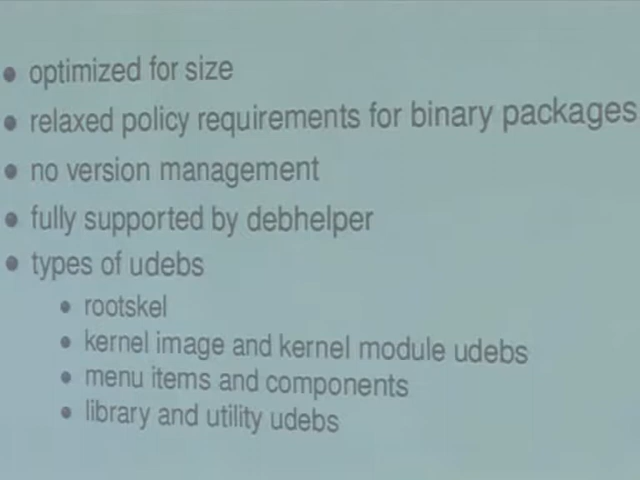 • optimized for size
• relaxed policy requirements for binary packages
• no version management
• fully supported by debhelper
• types of udebs
• rootskel
• kernel image and kernel module udebs
• menu items and components
• library and utility udebs